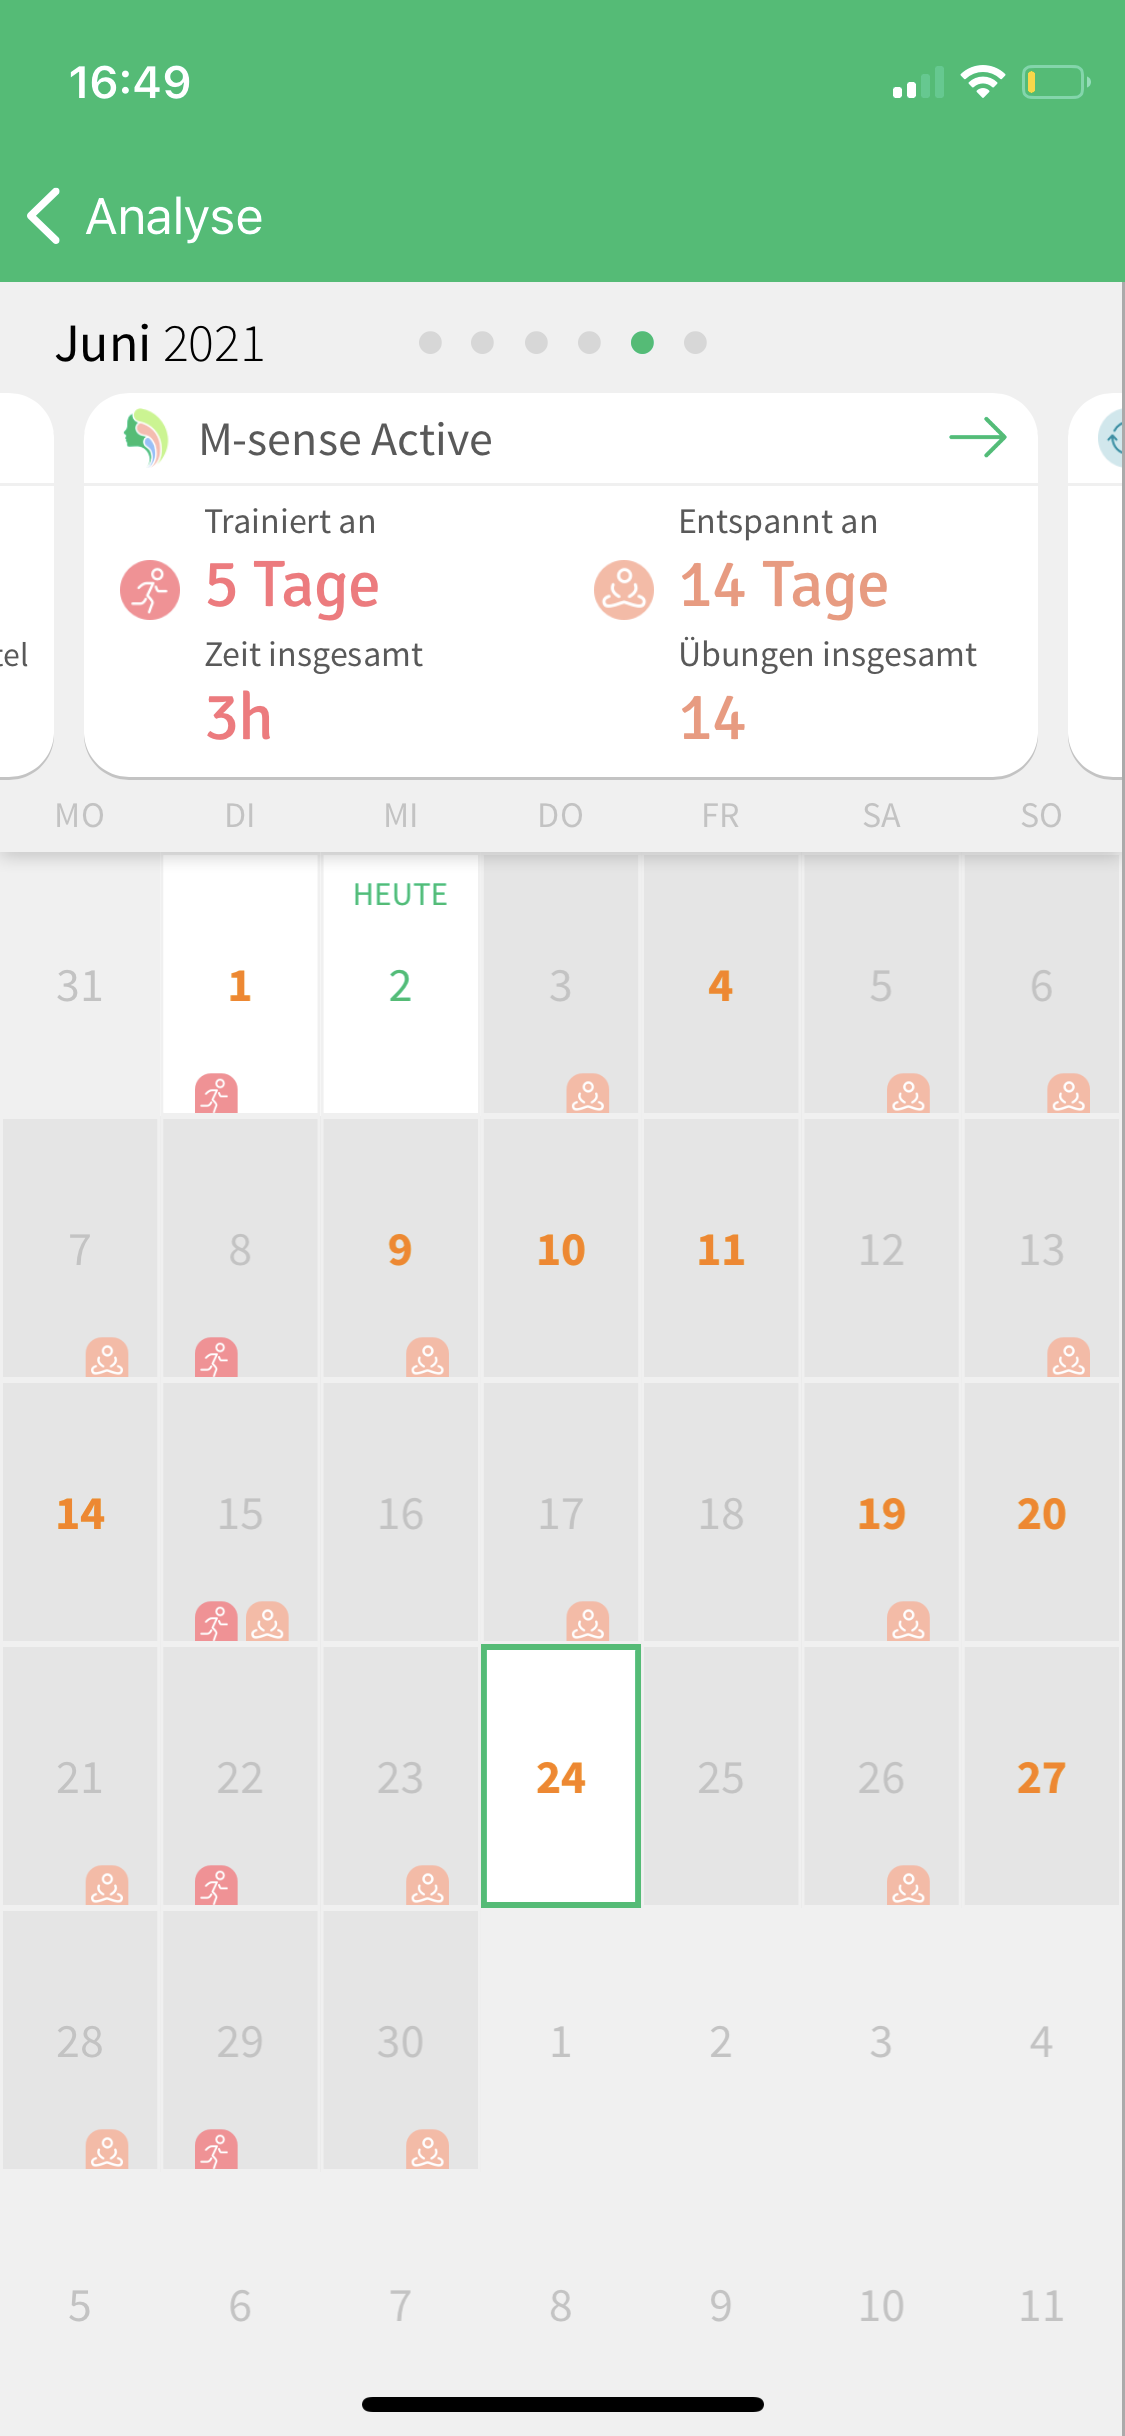 16:49
Analyse
Juni 2021
M-sense Active
Trainiert an
Entspannt an
5 Tage
14 Tage
tel
Zeit insgesamt
Übungen insgesamt
3h
14
MO DI MI DO FR SA SO
HEUTE
31 1 2 3 4 5 6
7 8 9 10 11 12 13
14 15 16 17 18 19 20
21 22 23 24 25 26 27
28 29 30 1 2 3 4
5 6 7 8 9 10 11